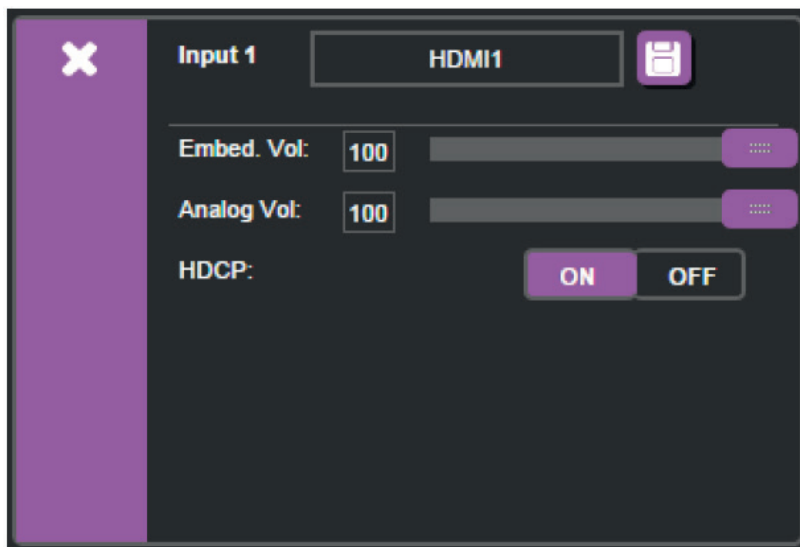 Input 1 HDMI1
Embed. Vol: 100
Analog Vol: 100
HDCP: ON OFF